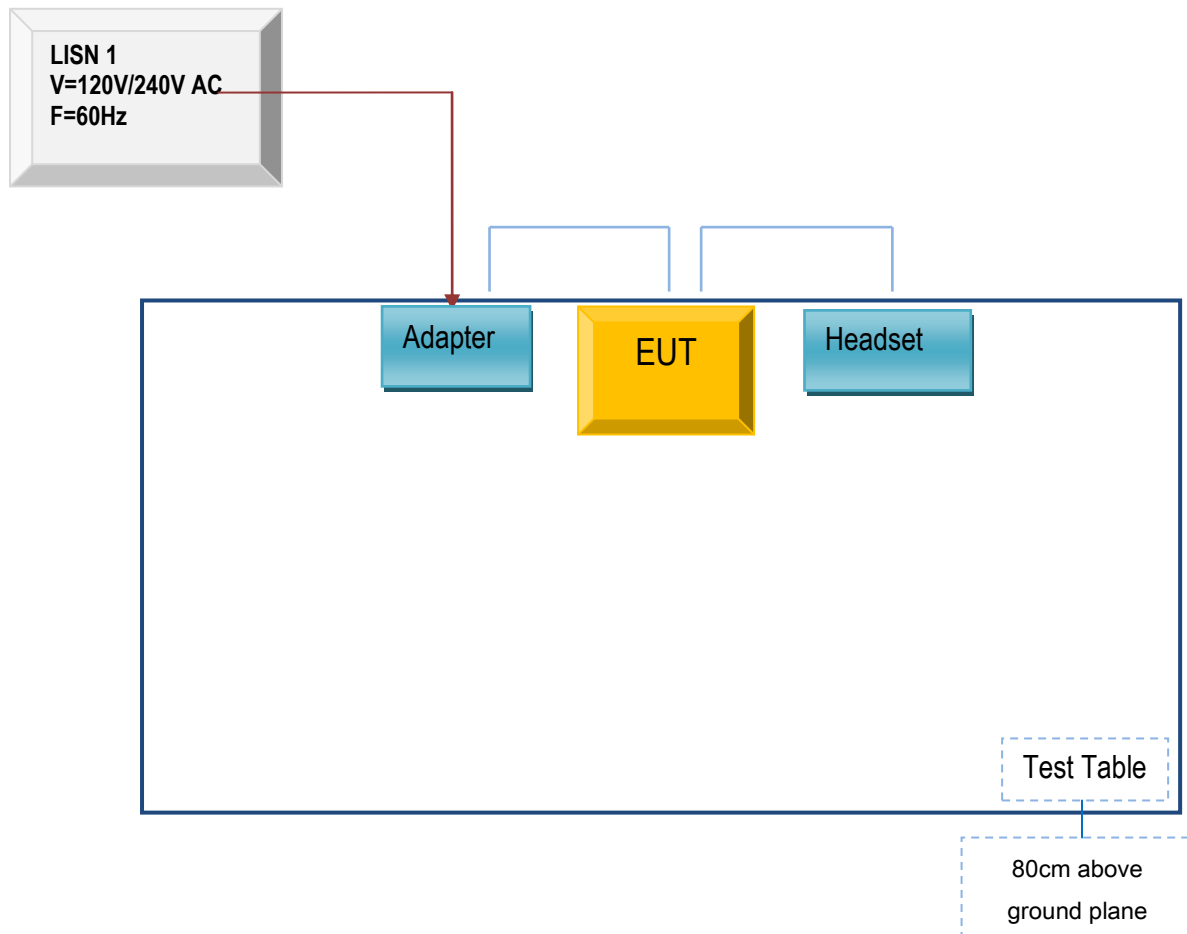 LISN 1
V=120V/240V AC
F=60Hz
Adapter
EUT
Headset
Test Table
80cm above
ground plane